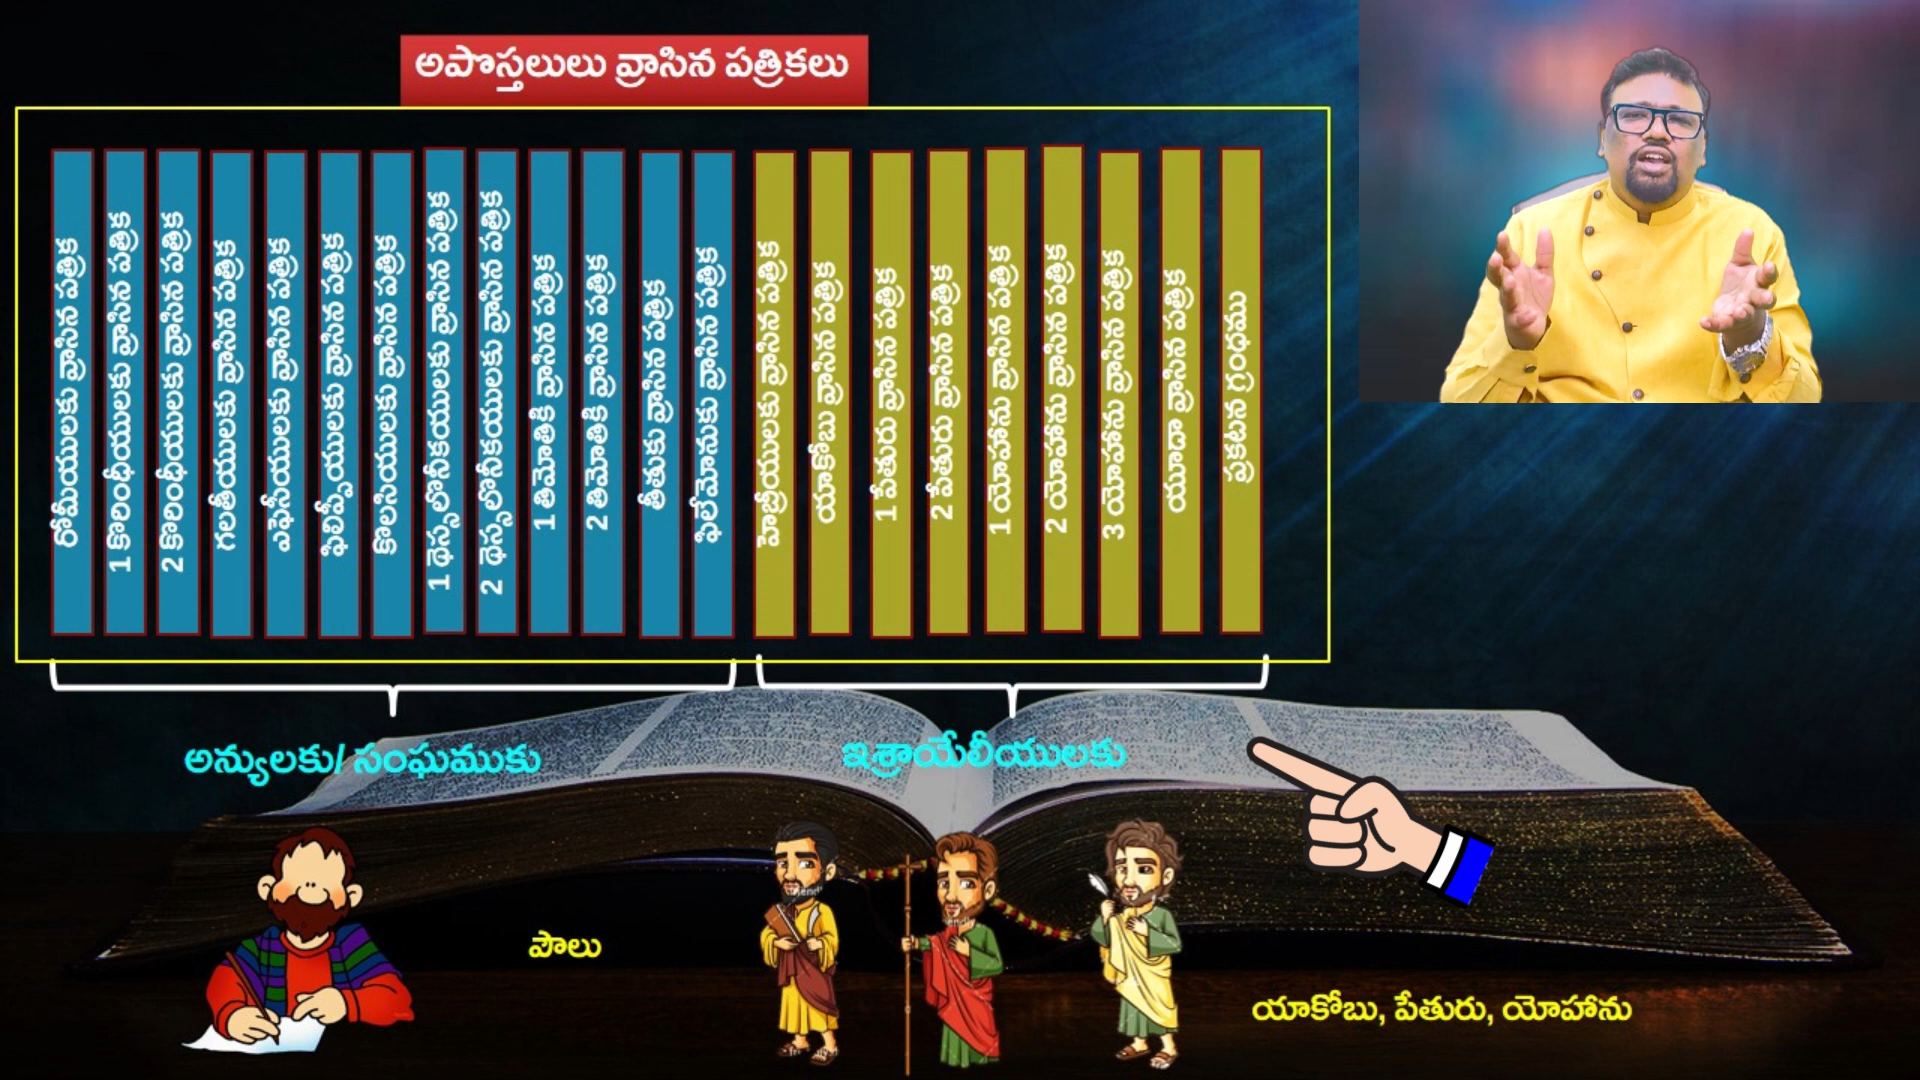 అపొస్తలులు వ్రాసిన పత్రికలు
రోమీయులకు వ్రాసిన పత్రిక
1 కొరింథీయులకు వ్రాసిన పత్రిక
2 కొరింథీయులకు వ్రాసిన పత్రిక
గలతీయులకు వ్రాసిన పత్రిక
ఎఫెసీయులకు వ్రాసిన పత్రిక
ఫిలిప్పీయులకు వ్రాసిన పత్రిక
కొలసయులకు వ్రాసిన పత్రిక
1 థెస్సలొనీకయులకు వ్రాసిన పత్రిక
2 థెస్సలొనీకయులకు వ్రాసిన పత్రిక
1 తిమోతికి వ్రాసిన పత్రిక
2 తిమోతికి వ్రాసిన పత్రిక
తీతుకు వ్రాసిన పత్రిక
ఫిలేమోనుకు వ్రాసిన పత్రిక
హెబ్రీయులకు వ్రాసిన పత్రిక
యాకోబు వ్రాసిన పత్రిక
1 పేతురు వ్రాసిన పత్రిక
2 పేతురు వ్రాసిన పత్రిక
1 యోహాను వ్రాసిన పత్రిక
2 యోహాను వ్రాసిన పత్రిక
3 యోహాను వ్రాసిన పత్రిక
యూదా వ్రాసిన పత్రిక
ప్రకటన గ్రంధము
అన్యులకు/ సంఘముకు
ఇశ్రాయేలీయులకు
పౌలు
యాకోబు, పేతురు, యోహాను